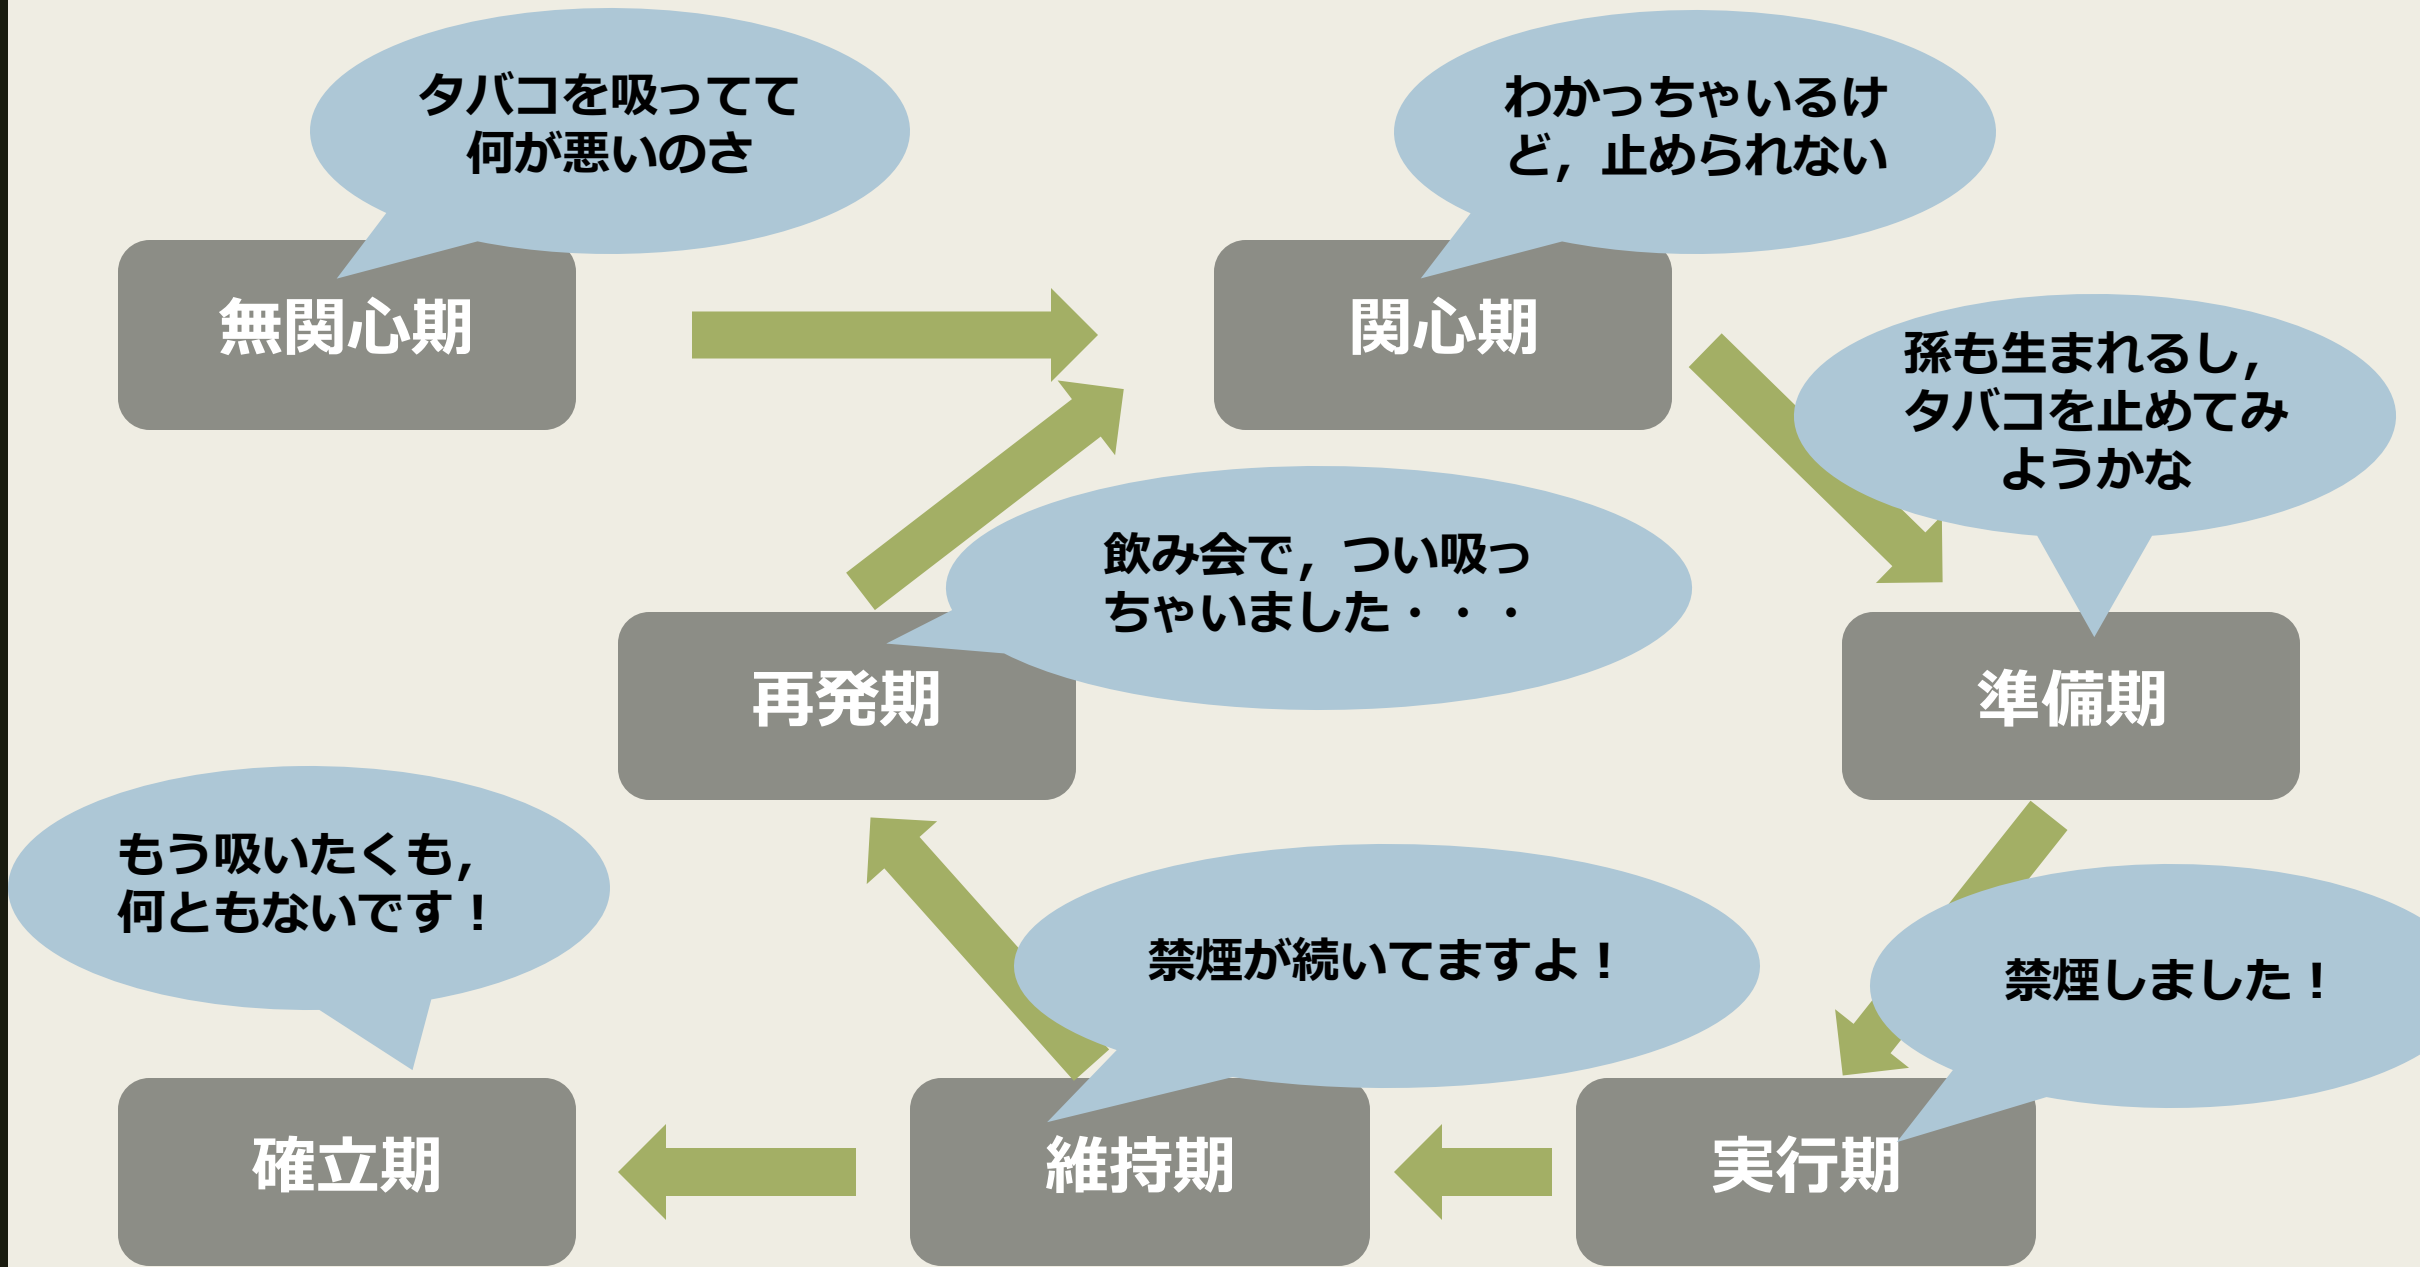 タバコを吸ってて
何が悪いのさ
無関心期
わかっちゃいるけ
ど，止められない
関心期
孫も生まれるし，
タバコを止めてみ
ようかな
準備期
飲み会で，つい吸っ
ちゃいました・・・
再発期
禁煙しました！
実行期
禁煙が続いてますよ！
維持期
もう吸いたくも，
何ともないです！
確立期